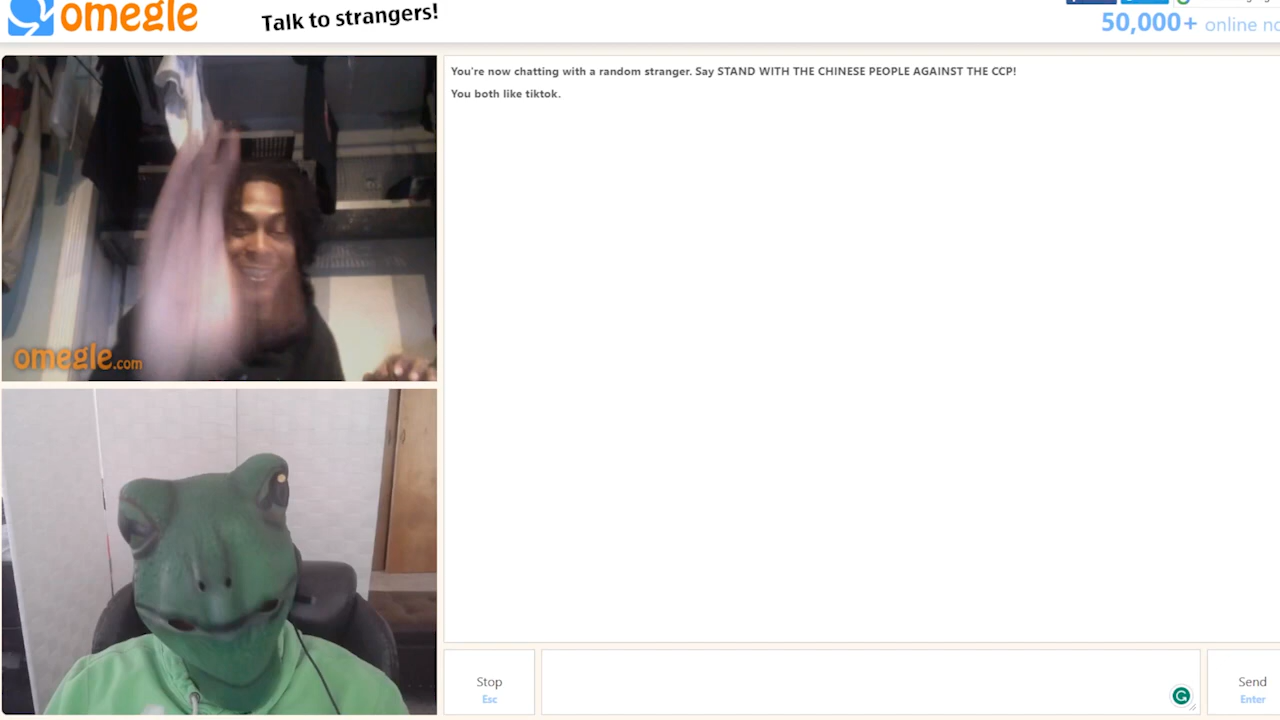 omegle
Talk to strangers!
50,000+ online
You're now chatting with a random stranger. Say STAND WITH THE CHINESE PEOPLE AGAINST THE CCP!
You both like tiktok.
omegle.com
Stop
Esc
Send
Enter